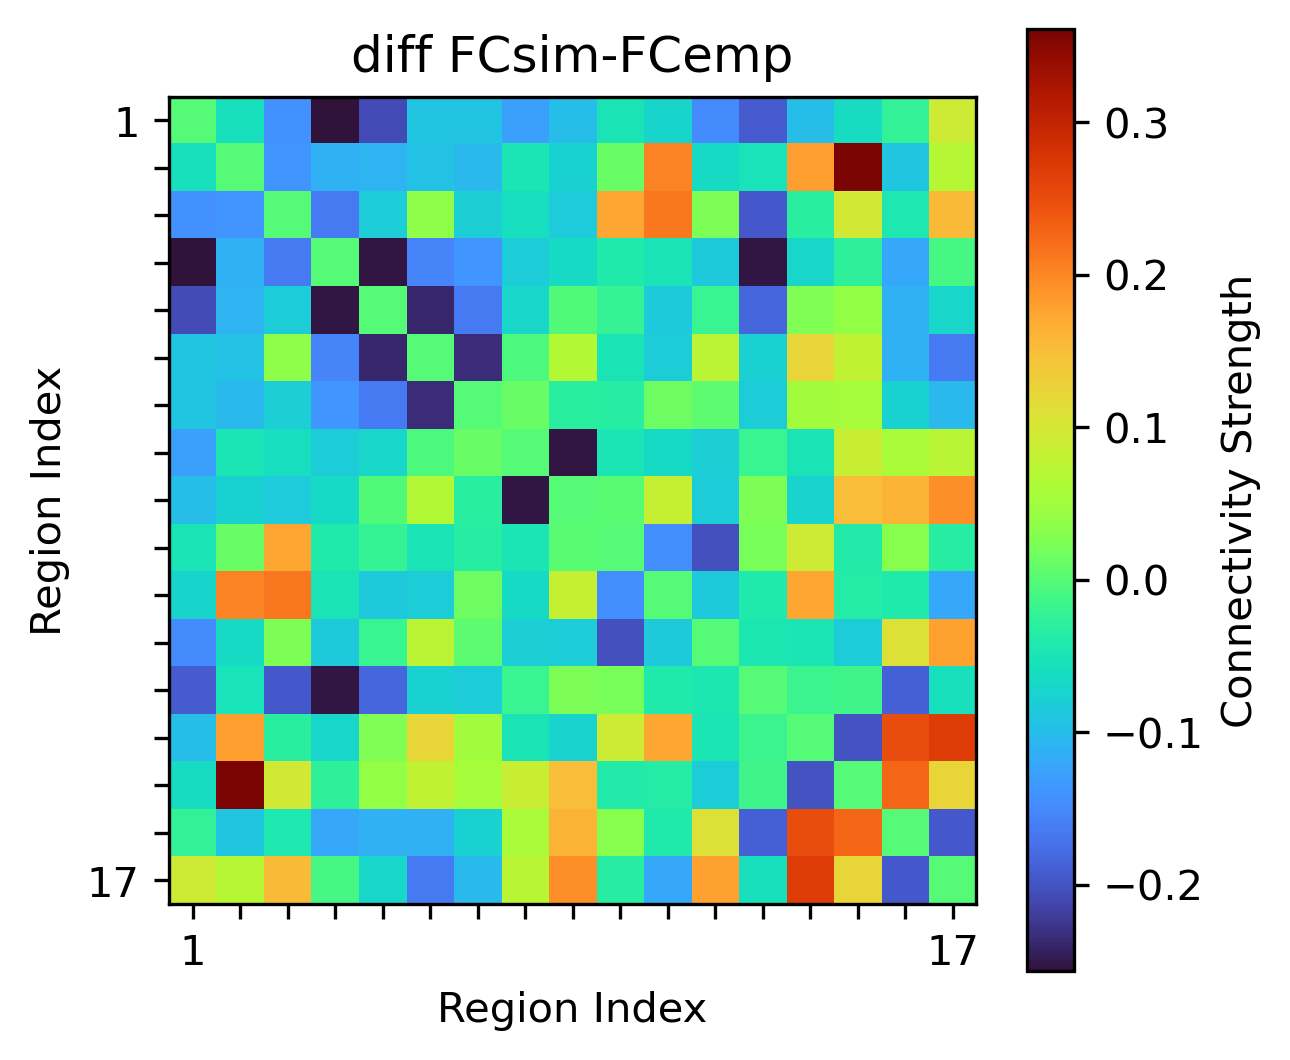 diff FCsim-FCemp
1
17
1
17
Region Index
Region Index
0.3
0.2
0.1
0.0
−0.1
−0.2
Connectivity Strength